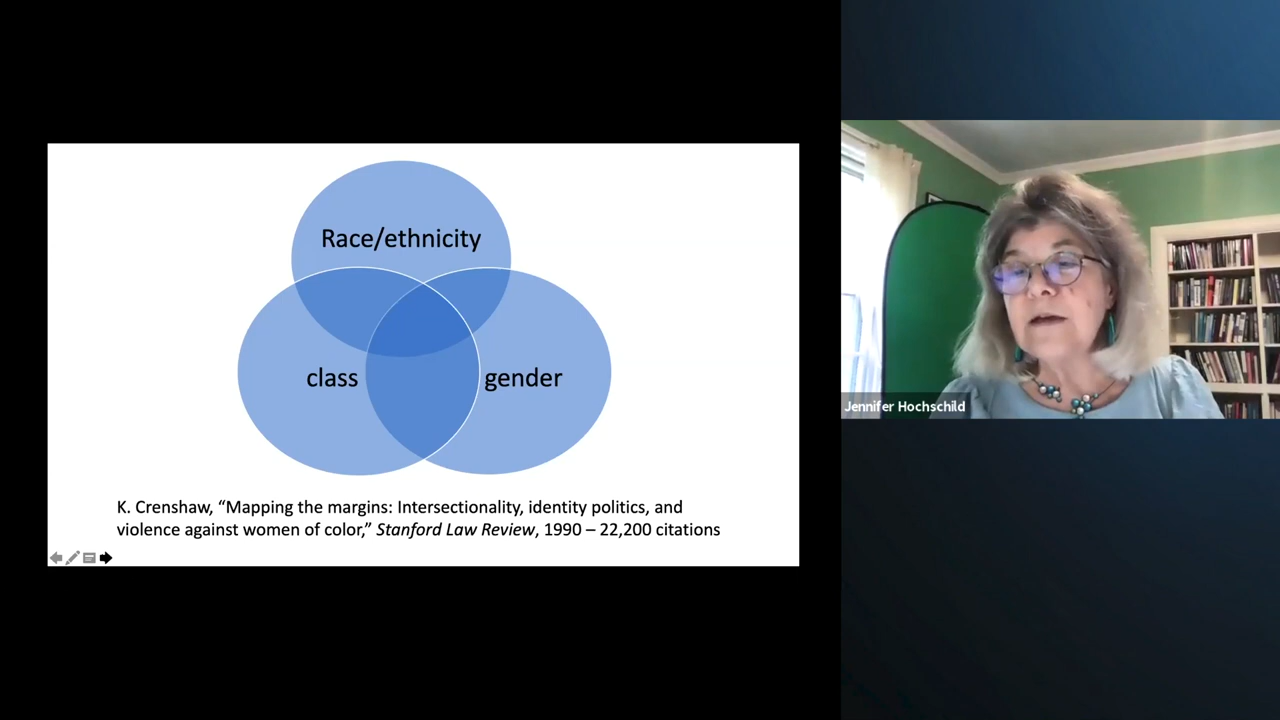 Race/ethnicity
class
gender
K. Crenshaw, “Mapping the margins: Intersectionality, identity politics, and
violence against women of color,” Stanford Law Review, 1990 – 22,200 citations
Jennifer Hochschild